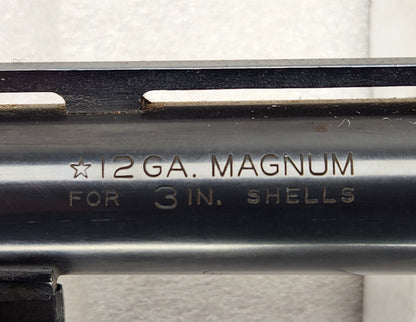 ☆12 GA. MAGNUM
FOR 3 IN. SHELLS